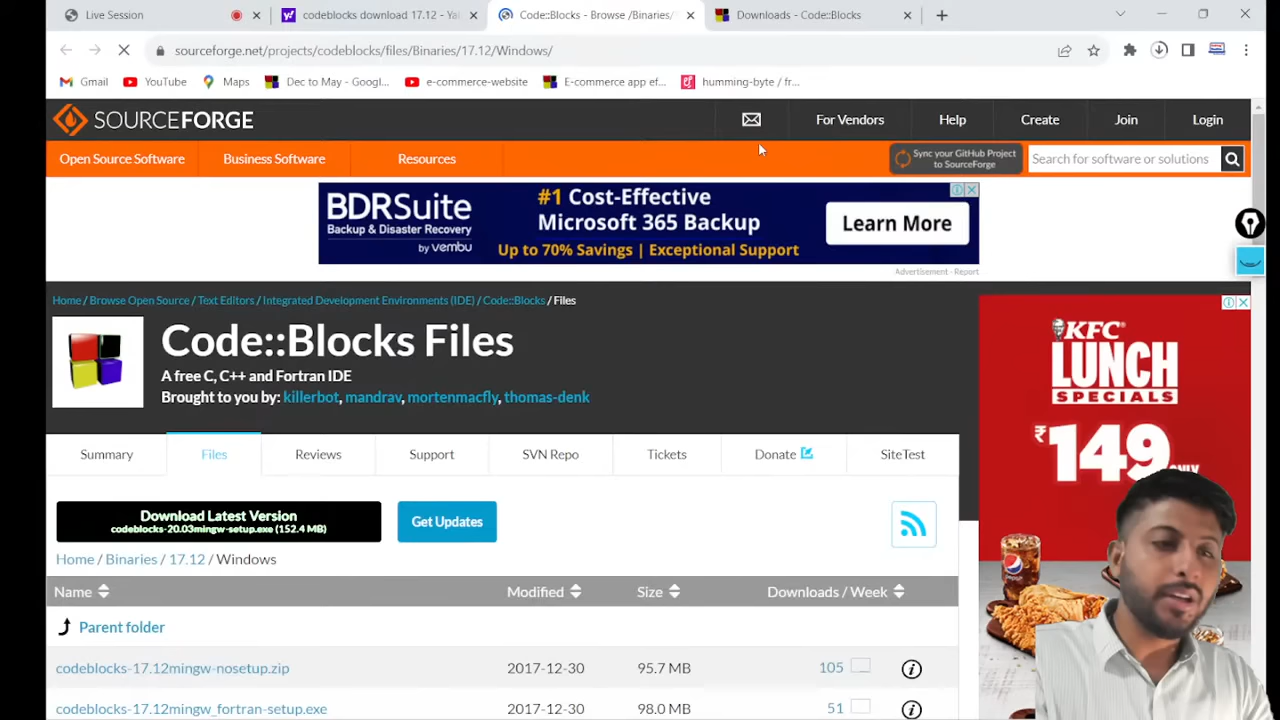 Live Session
codeblocks download 17.12 - Ya
Code::Blocks - Browse /Binaries/
Downloads - Code::Blocks
sourceforge.net/projects/codeblocks/files/Binaries/17.12/Windows/
Gmail
YouTube
Maps
Dec to May - Googl...
e-commerce-website
E-commerce app ef...
humming-byte / fr...
SOURCEFORGE
For Vendors
Help
Create
Join
Login
Open Source Software
Business Software
Resources
Sync your GitHub Project
to SourceForge
Search for software or solutions
BDRSuite
Backup & Disaster Recovery
by vembu
#1 Cost-Effective
Microsoft 365 Backup
Up to 70% Savings | Exceptional Support
Learn More
Advertisement - Report
Home / Browse Open Source / Text Editors / Integrated Development Environments (IDE) / Code::Blocks / Files
Code::Blocks Files
A free C, C++ and Fortran IDE
Brought to you by: killerbot, mandrav, mortenmacfly, thomas-denk
KFC
LUNCH
SPECIALS
₹149 ONLY
Summary
Files
Reviews
Support
SVN Repo
Tickets
Donate
SiteTest
Download Latest Version
codeblocks-20.03mingw-setup.exe (152.4 MB)
Get Updates
Home / Binaries / 17.12 / Windows
Name
Modified
Size
Downloads / Week
Parent folder
codeblocks-17.12mingw-nosetup.zip
2017-12-30
95.7 MB
105
codeblocks-17.12mingw_fortran-setup.exe
2017-12-30
98.0 MB
51